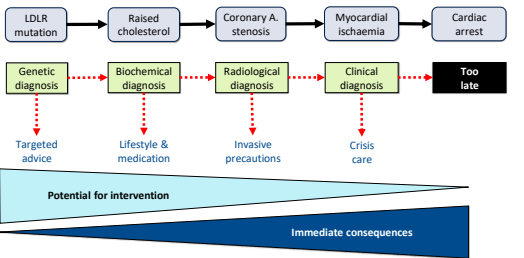 LDLR
mutation
Raised
cholesterol
Coronary A.
stenosis
Myocardial
ischaemia
Cardiac
arrest
Genetic
diagnosis
Biochemical
diagnosis
Radiological
diagnosis
Clinical
diagnosis
Too
late
Targeted
advice
Lifestyle &
medication
Invasive
precautions
Crisis
care
Potential for intervention
Immediate consequences